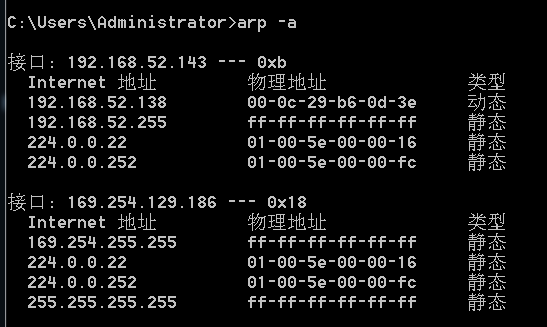 C:\Users\Administrator>arp -a
接口: 192.168.52.143 --- 0xb
Internet 地址 物理地址 类型
192.168.52.138 00-0c-29-b6-0d-3e 动态
192.168.52.255 ff-ff-ff-ff-ff-ff 静态
224.0.0.22 01-00-5e-00-00-16 静态
224.0.0.252 01-00-5e-00-00-fc 静态
接口: 169.254.129.186 --- 0x18
Internet 地址 物理地址 类型
169.254.255.255 ff-ff-ff-ff-ff-ff 静态
224.0.0.22 01-00-5e-00-00-16 静态
224.0.0.252 01-00-5e-00-00-fc 静态
255.255.255.255 ff-ff-ff-ff-ff-ff 静态